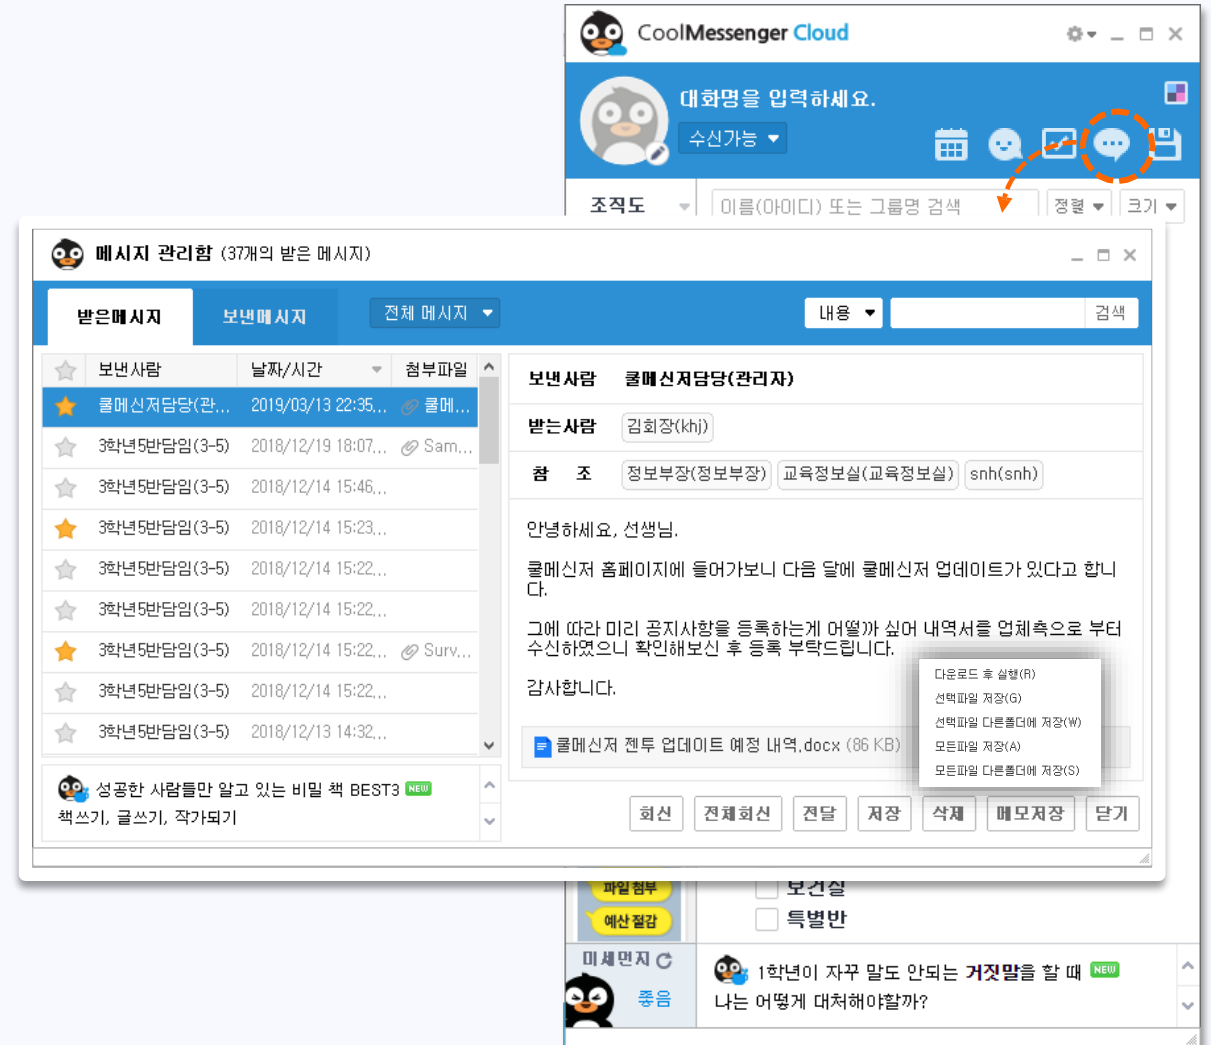 CoolMessenger Cloud
대화명을 입력하세요.
수신가능
조직도
이름(아이디) 또는 그룹명 검색
정렬
크기
메시지 관리함 (37개의 받은 메시지)
받은메시지
보낸메시지
전체 메시지
내용
검색
보낸사람 날짜/시간 첨부파일
쿨메신저담당(관... 2019/03/13 22:35... 쿨메...
3학년5반담임(3-5) 2018/12/19 18:07... Sam...
3학년5반담임(3-5) 2018/12/14 15:46...
3학년5반담임(3-5) 2018/12/14 15:23...
3학년5반담임(3-5) 2018/12/14 15:22...
3학년5반담임(3-5) 2018/12/14 15:22...
3학년5반담임(3-5) 2018/12/14 15:22... Surv...
3학년5반담임(3-5) 2018/12/14 15:22...
3학년5반담임(3-5) 2018/12/13 14:32...
성공한 사람들만 알고 있는 비밀 책 BEST3 NEW
책쓰기, 글쓰기, 작가되기
보낸사람 쿨메신저담당(관리자)
받는사람 김회장(khj)
참 조 정보부장(정보부장) 교육정보실(교육정보실) snh(snh)
안녕하세요, 선생님.
쿨메신저 홈페이지에 들어가보니 다음 달에 쿨메신저 업데이트가 있다고 합니
다.
그에 따라 미리 공지사항을 등록하는게 어떨까 싶어 내역서를 업체측으로 부터
수신하였으니 확인해보신 후 등록 부탁드립니다.
감사합니다.
쿨메신저 젠투 업데이트 예정 내역.docx (86 KB)
다운로드 후 실행(R)
선택파일 저장(G)
선택파일 다른폴더에 저장(W)
모든파일 저장(A)
모든파일 다른폴더에 저장(S)
회신 전체회신 전달 저장 삭제 메모저장 닫기
파일 첨부
예산 절감
보건실
특별반
미세먼지
좋음
1학년이 자꾸 말도 안되는 거짓말을 할 때 NEW
나는 어떻게 대처해야할까?